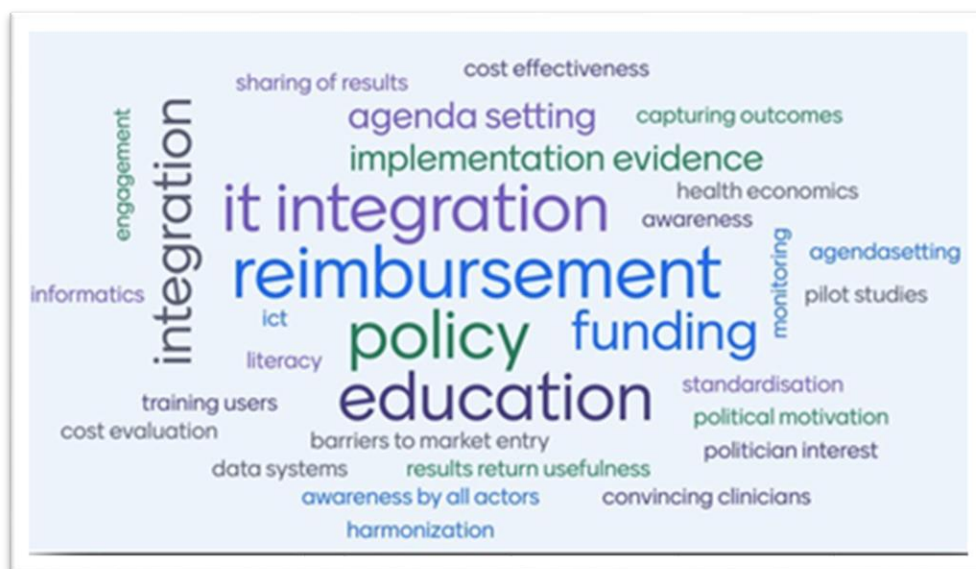 cost effectiveness
sharing of results
agenda setting
capturing outcomes
engagement
integration
implementation evidence
it integration
health economics
awareness
reimbursement
monitoring
agendasetting
informatics
pilot studies
ict
policy
funding
literacy
education
standardisation
training users
political motivation
cost evaluation
barriers to market entry
politician interest
data systems
results return usefulness
awareness by all actors
convincing clinicians
harmonization